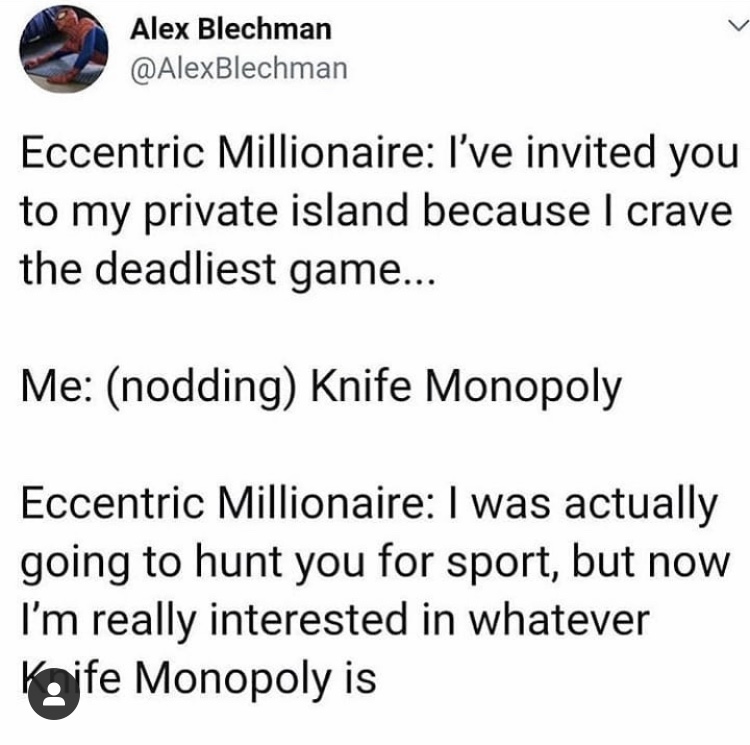 Alex Blechman
@AlexBlechman
Eccentric Millionaire: I’ve invited you
to my private island because I crave
the deadliest game...
Me: (nodding) Knife Monopoly
Eccentric Millionaire: I was actually
going to hunt you for sport, but now
I'm really interested in whatever
Knife Monopoly is